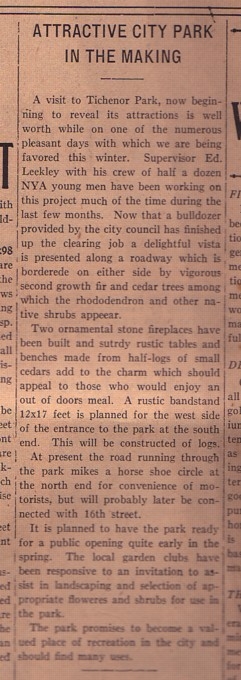 ATTRACTIVE CITY PARK
IN THE MAKING
A visit to Tichenor Park, now begin-
ning to reveal its attractions is well
worth while on one of the numerous
pleasant days with which we are being
favored this winter. Supervisor Ed.
Leekley with his crew of half a dozen
NYA young men have been working on
this project much of the time during the
last few months. Now that a bulldozer
provided by the city council has finished
up the clearing job a delightful vista
is presented along a roadway which is
borderede on either side by vigorous
second growth fir and cedar trees among
which the rhododendron and other na-
tive shrubs appeear.
Two ornamental stone fireplaces have
been built and sutrdy rustic tables and
benches made from half-logs of small
cedars add to the charm which should
appeal to those who would enjoy an
out of doors meal. A rustic bandstand
12x17 feet is planned for the west side
of the entrance to the park at the south
end. This will be constructed of logs.
At present the road running through
the park mikes a horse shoe circle at
the north end for convenience of mo-
torists, but will probably later be con-
nected with 16th street.
It is planned to have the park ready
for a public opening quite early in the
spring. The local garden clubs have
been responsive to an invitation to as-
sist in landscaping and selection of ap-
propriate floweres and shrubs for use in
the park.
The park promises to become a val-
ued place of recreation in the city and
should find many uses.